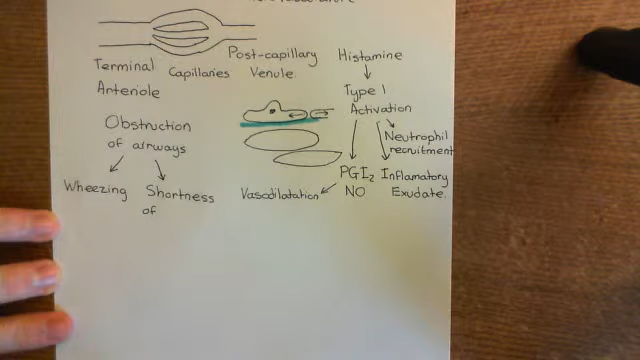 Terminal
Arteriole
Capillaries
Post-capillary
Venule.
Histamine
Type I
Activation
Neutrophil
recruitment
PGI2
NO
Inflamatory
Exudate.
Vasodilatation
Obstruction
of airways
Wheezing
Shortness
of